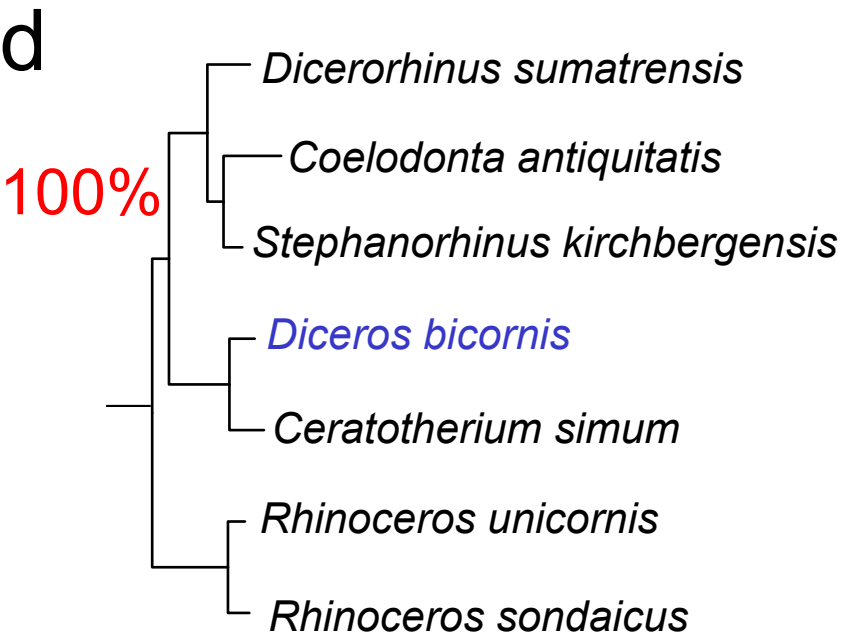 d
Dicerorhinus sumatrensis
Coelodonta antiquitatis
100%
Stephanorhinus kirchbergensis
Diceros bicornis
Ceratotherium simum
Rhinoceros unicornis
Rhinoceros sondaicus